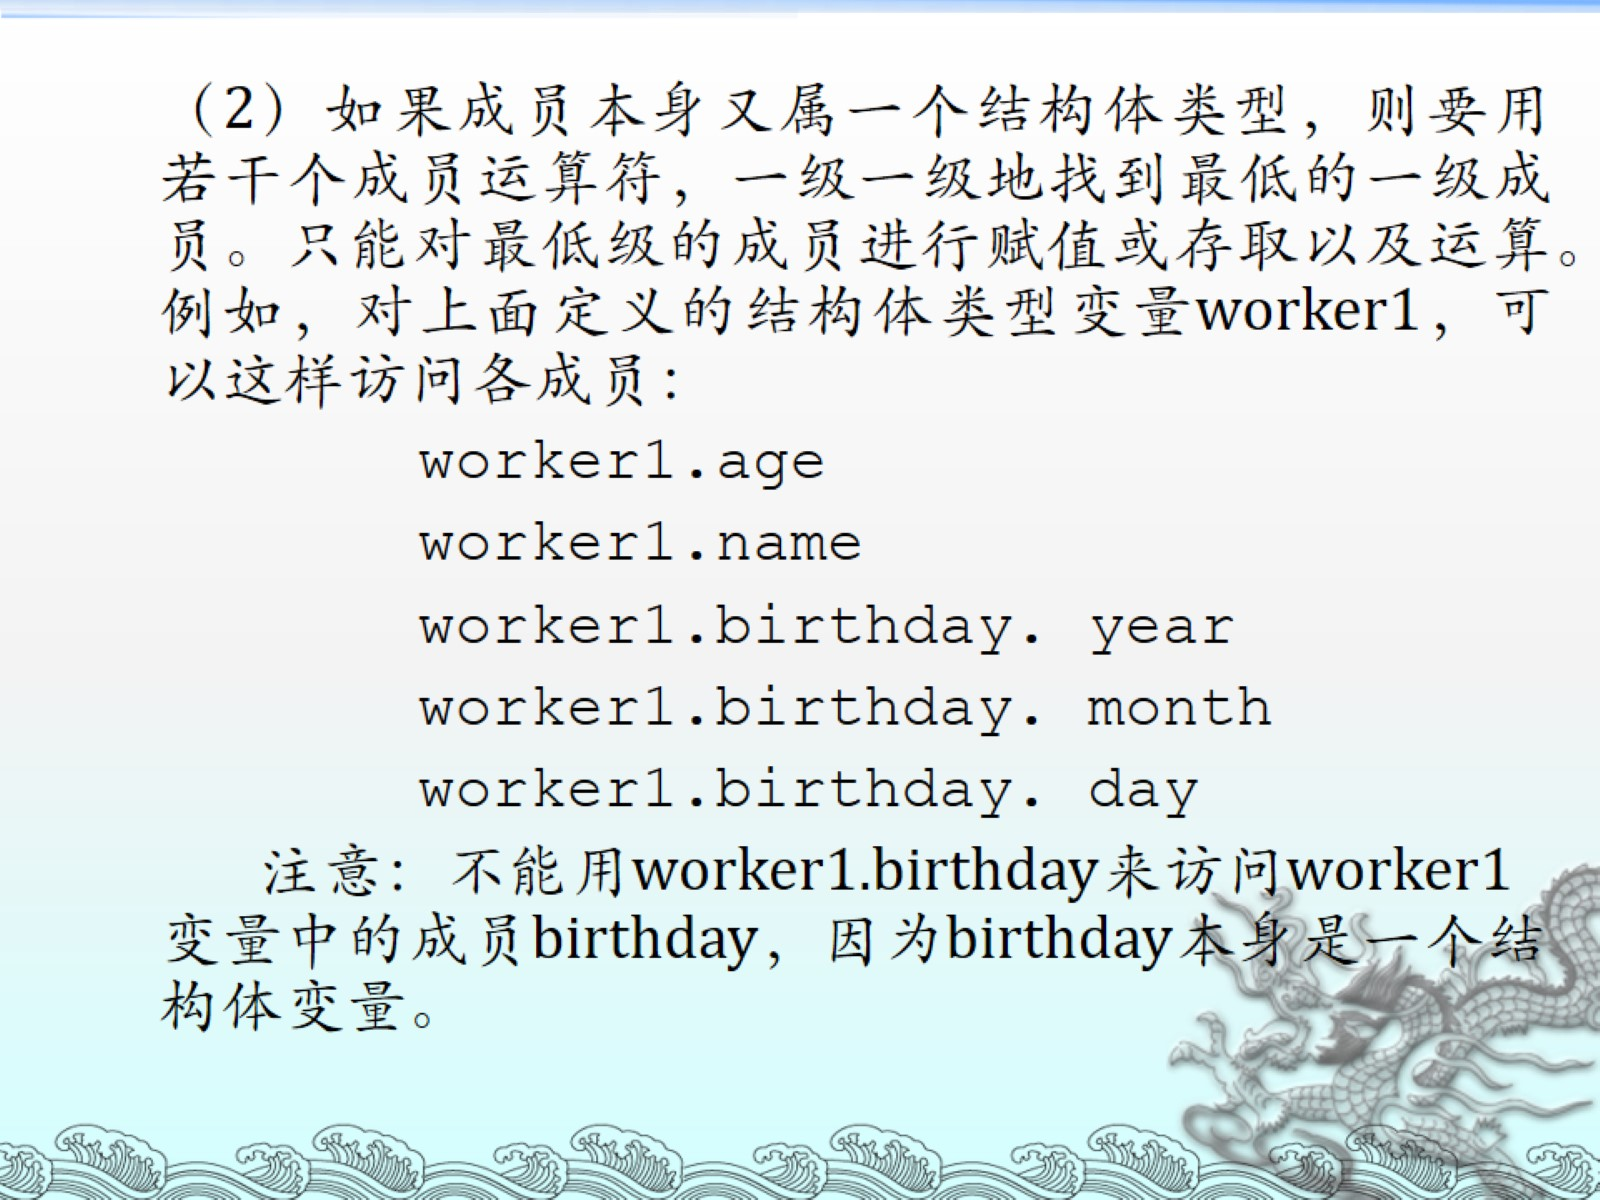 （2）如果成员本身又属一个结构体类型，则要用
若干个成员运算符，一级一级地找到最低的一级成
员。只能对最低级的成员进行赋值或存取以及运算。
例如，对上面定义的结构体类型变量worker1，可
以这样访问各成员：
worker1.age
worker1.name
worker1.birthday. year
worker1.birthday. month
worker1.birthday. day
注意：不能用worker1.birthday来访问worker1
变量中的成员birthday，因为birthday本身是一个结
构体变量。